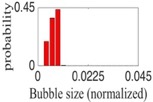 0.45
probability
0
0 0.0225 0.045
Bubble size (normalized)